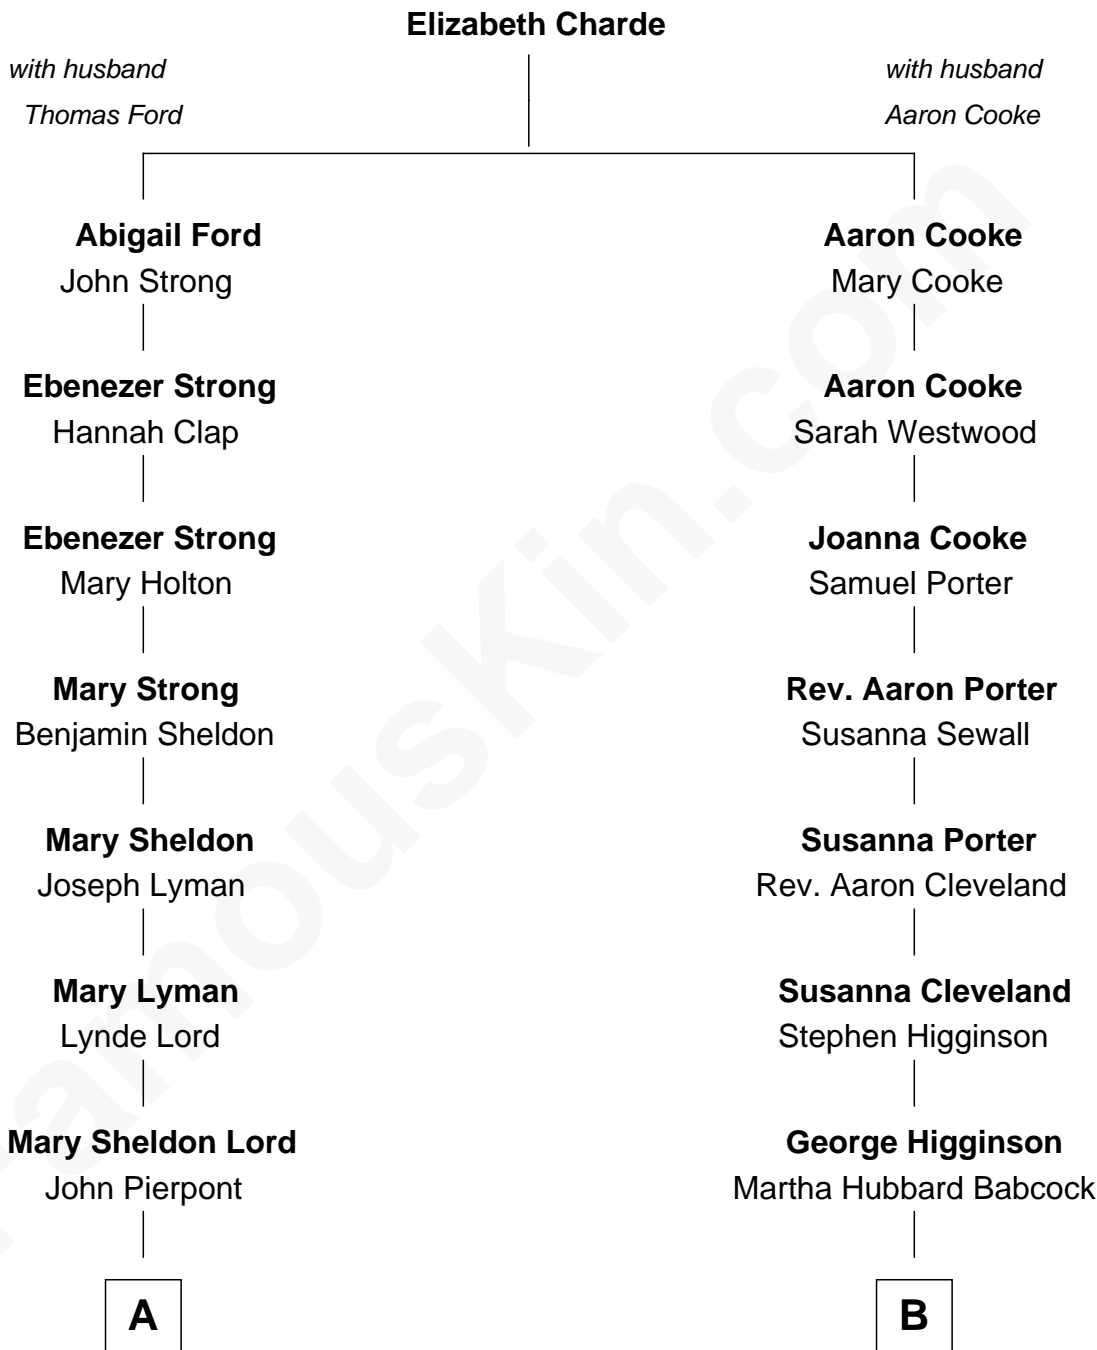 Elizabeth Charde
with husband
Thomas Ford
with husband
Aaron Cooke
Abigail Ford
John Strong
Aaron Cooke
Mary Cooke
Ebenezer Strong
Hannah Clap
Aaron Cooke
Sarah Westwood
Ebenezer Strong
Mary Holton
Joanna Cooke
Samuel Porter
Mary Strong
Benjamin Sheldon
Rev. Aaron Porter
Susanna Sewall
Mary Sheldon
Joseph Lyman
Susanna Porter
Rev. Aaron Cleveland
Mary Lyman
Lynde Lord
Susanna Cleveland
Stephen Higginson
Mary Sheldon Lord
John Pierpont
George Higginson
Martha Hubbard Babcock
A
B
FamousKin.com